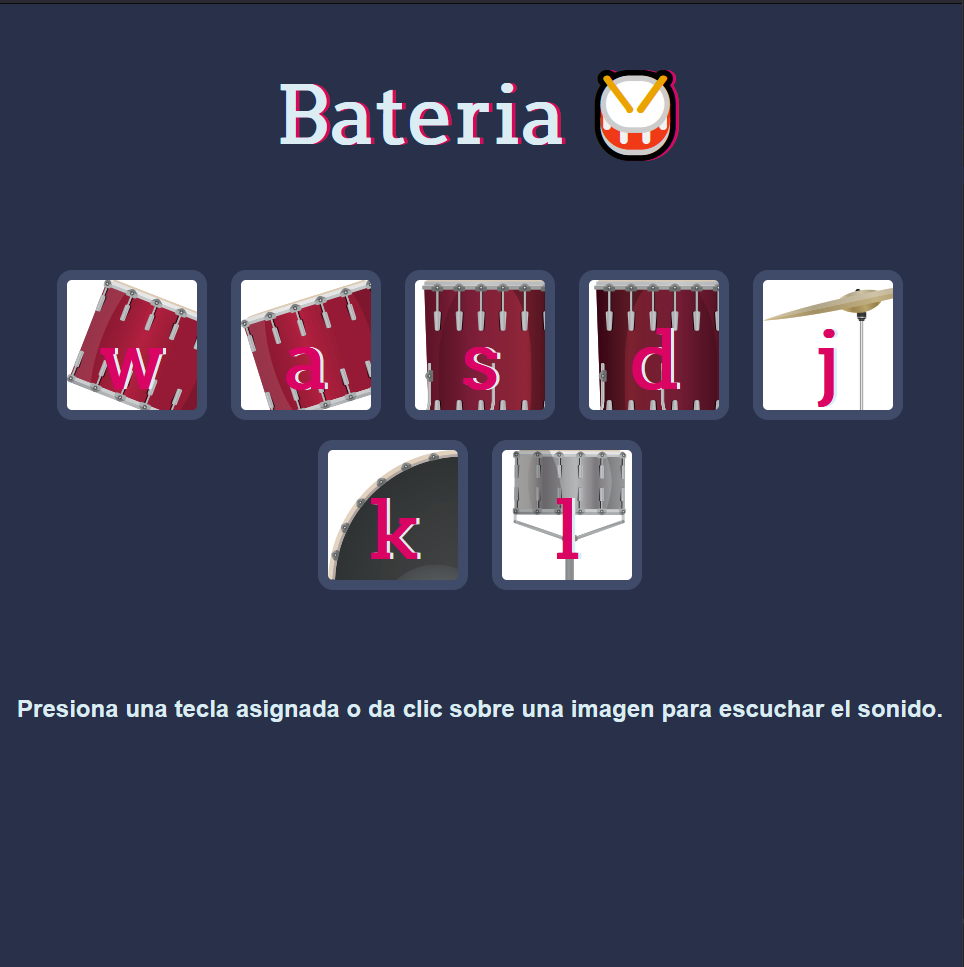 Bateria 🥁
w a s d j
k l
Presiona una tecla asignada o da clic sobre una imagen para escuchar el sonido.